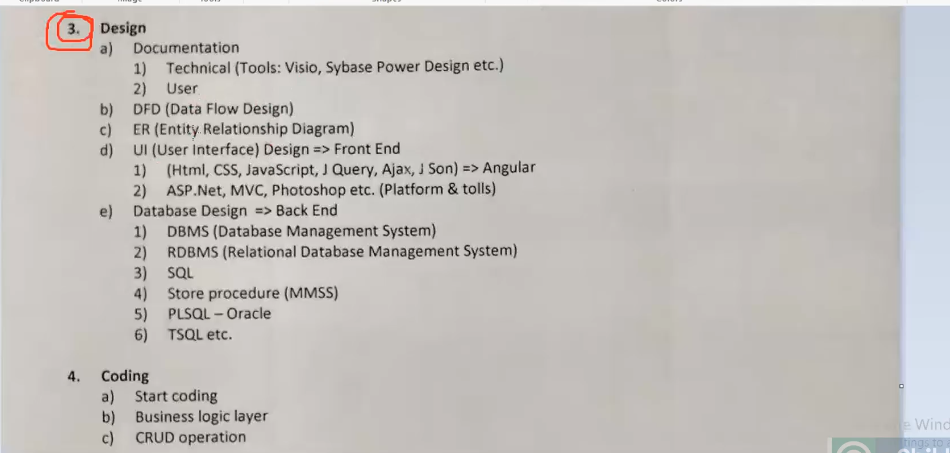 3. Design
a) Documentation
1) Technical (Tools: Visio, Sybase Power Design etc.)
2) User
b) DFD (Data Flow Design)
c) ER (Entity Relationship Diagram)
d) UI (User Interface) Design => Front End
1) (Html, CSS, JavaScript, J Query, Ajax, J Son) => Angular
2) ASP.Net, MVC, Photoshop etc. (Platform & tolls)
e) Database Design => Back End
1) DBMS (Database Management System)
2) RDBMS (Relational Database Management System)
3) SQL
4) Store procedure (MMSS)
5) PLSQL – Oracle
6) TSQL etc.
4. Coding
a) Start coding
b) Business logic layer
c) CRUD operation